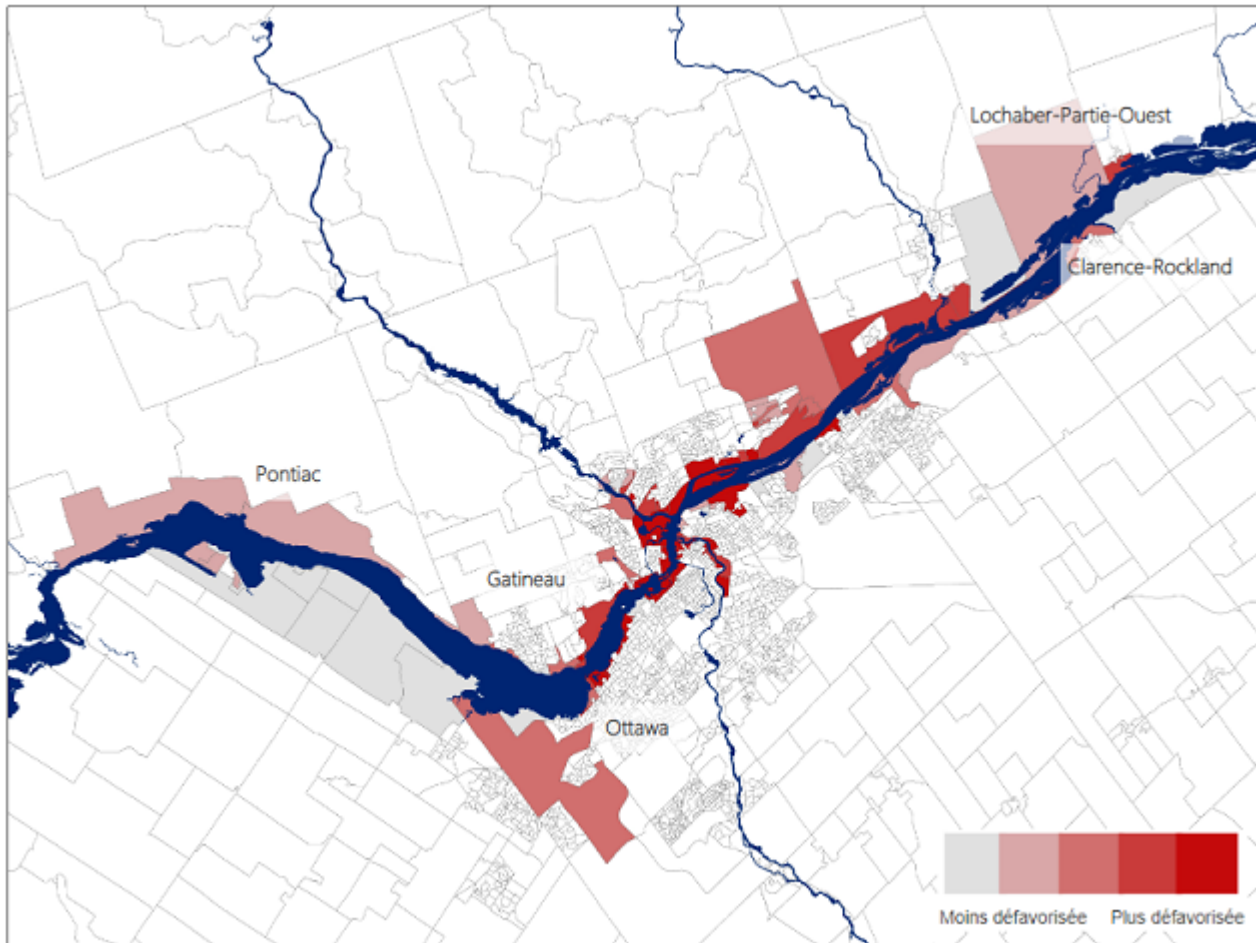 Lochaber-Partie-Ouest
Clarence-Rockland
Pontiac
Gatineau
Ottawa
Moins défavorisée Plus défavorisée